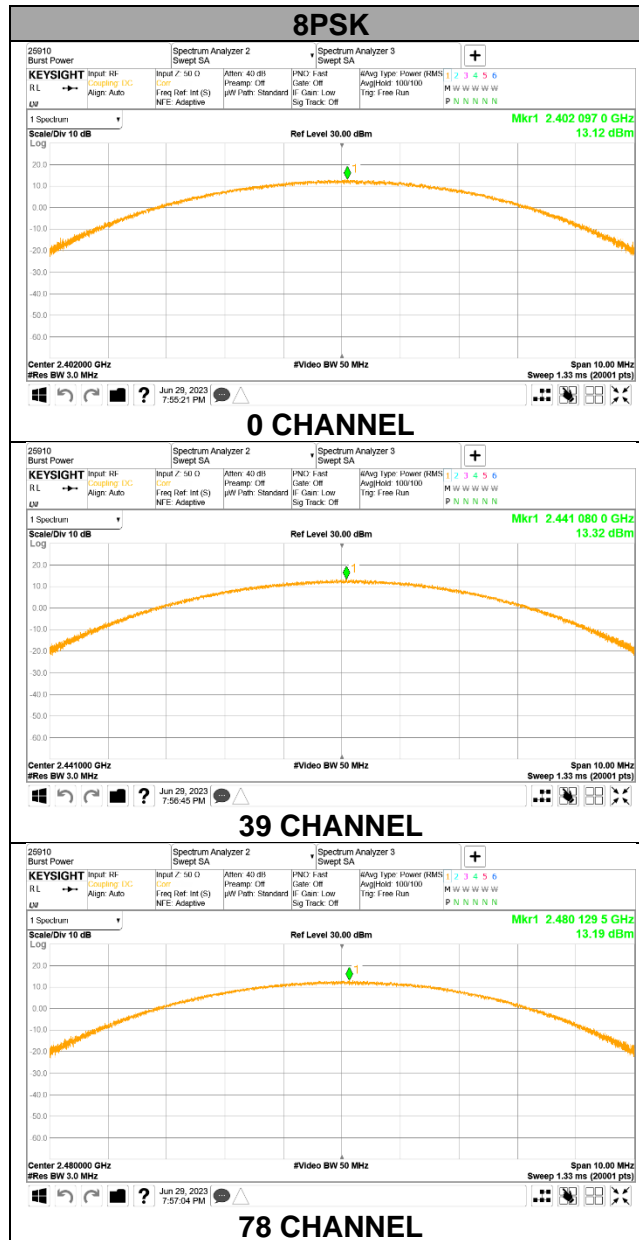 8PSK
25910
Burst Power
Spectrum Analyzer 2
Swept SA
Spectrum Analyzer 3
Swept SA
KEYSIGHT
RL
Input: RF
Coupling: DC
Align: Auto
Input Z: 50 Ω
Corr
Freq Ref: Int (S)
NFE: Adaptive
Atten: 40 dB
Preamp: Off
µW Path: Standard
PNO: Fast
Gate: Off
IF Gain: Low
Sig Track: Off
#Avg Type: Power (RMS
Avg|Hold: 100/100
Trig: Free Run
1 2 3 4 5 6
M W W W W W
P N N N N N
1 Spectrum
Scale/Div 10 dB
Log
Ref Level 30.00 dBm
Mkr1 2.402 097 0 GHz
13.12 dBm
1
20.0
10.0
0.00
-10.0
-20.0
-30.0
-40.0
-50.0
-60.0
Center 2.402000 GHz
#Res BW 3.0 MHz
#Video BW 50 MHz
Span 10.00 MHz
Sweep 1.33 ms (20001 pts)
Jun 29, 2023
7:55:21 PM
0 CHANNEL
25910
Burst Power
Spectrum Analyzer 2
Swept SA
Spectrum Analyzer 3
Swept SA
KEYSIGHT
RL
Input: RF
Coupling: DC
Align: Auto
Input Z: 50 Ω
Corr
Freq Ref: Int (S)
NFE: Adaptive
Atten: 40 dB
Preamp: Off
µW Path: Standard
PNO: Fast
Gate: Off
IF Gain: Low
Sig Track: Off
#Avg Type: Power (RMS
Avg|Hold: 100/100
Trig: Free Run
1 2 3 4 5 6
M W W W W W
P N N N N N
1 Spectrum
Scale/Div 10 dB
Log
Ref Level 30.00 dBm
Mkr1 2.441 080 0 GHz
13.32 dBm
1
20.0
10.0
0.00
-10.0
-20.0
-30.0
-40.0
-50.0
-60.0
Center 2.441000 GHz
#Res BW 3.0 MHz
#Video BW 50 MHz
Span 10.00 MHz
Sweep 1.33 ms (20001 pts)
Jun 29, 2023
7:56:45 PM
39 CHANNEL
25910
Burst Power
Spectrum Analyzer 2
Swept SA
Spectrum Analyzer 3
Swept SA
KEYSIGHT
RL
Input: RF
Coupling: DC
Align: Auto
Input Z: 50 Ω
Corr
Freq Ref: Int (S)
NFE: Adaptive
Atten: 40 dB
Preamp: Off
µW Path: Standard
PNO: Fast
Gate: Off
IF Gain: Low
Sig Track: Off
#Avg Type: Power (RMS
Avg|Hold: 100/100
Trig: Free Run
1 2 3 4 5 6
M W W W W W
P N N N N N
1 Spectrum
Scale/Div 10 dB
Log
Ref Level 30.00 dBm
Mkr1 2.480 129 5 GHz
13.19 dBm
1
20.0
10.0
0.00
-10.0
-20.0
-30.0
-40.0
-50.0
-60.0
Center 2.480000 GHz
#Res BW 3.0 MHz
#Video BW 50 MHz
Span 10.00 MHz
Sweep 1.33 ms (20001 pts)
Jun 29, 2023
7:57:04 PM
78 CHANNEL